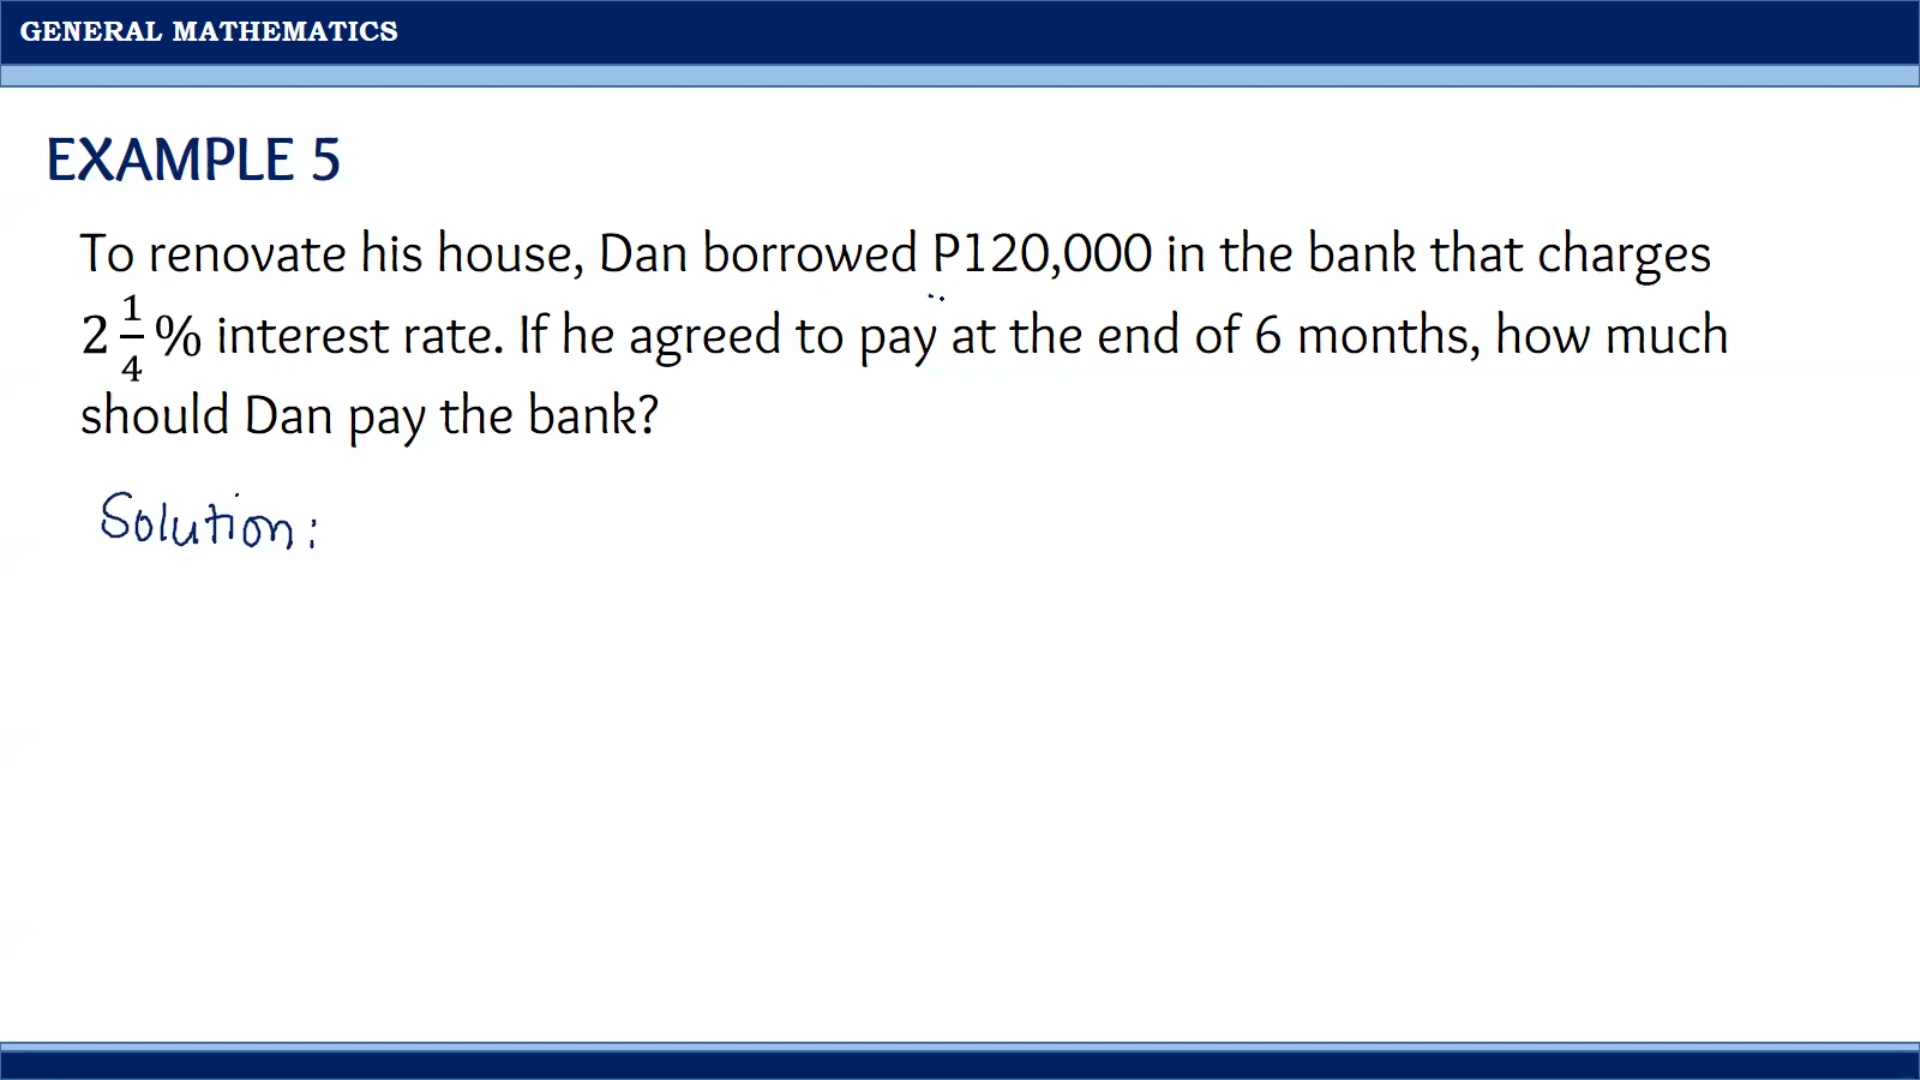 GENERAL MATHEMATICS
EXAMPLE 5
To renovate his house, Dan borrowed P120,000 in the bank that charges
2 1/4 % interest rate. If he agreed to pay at the end of 6 months, how much
should Dan pay the bank?
Solution: